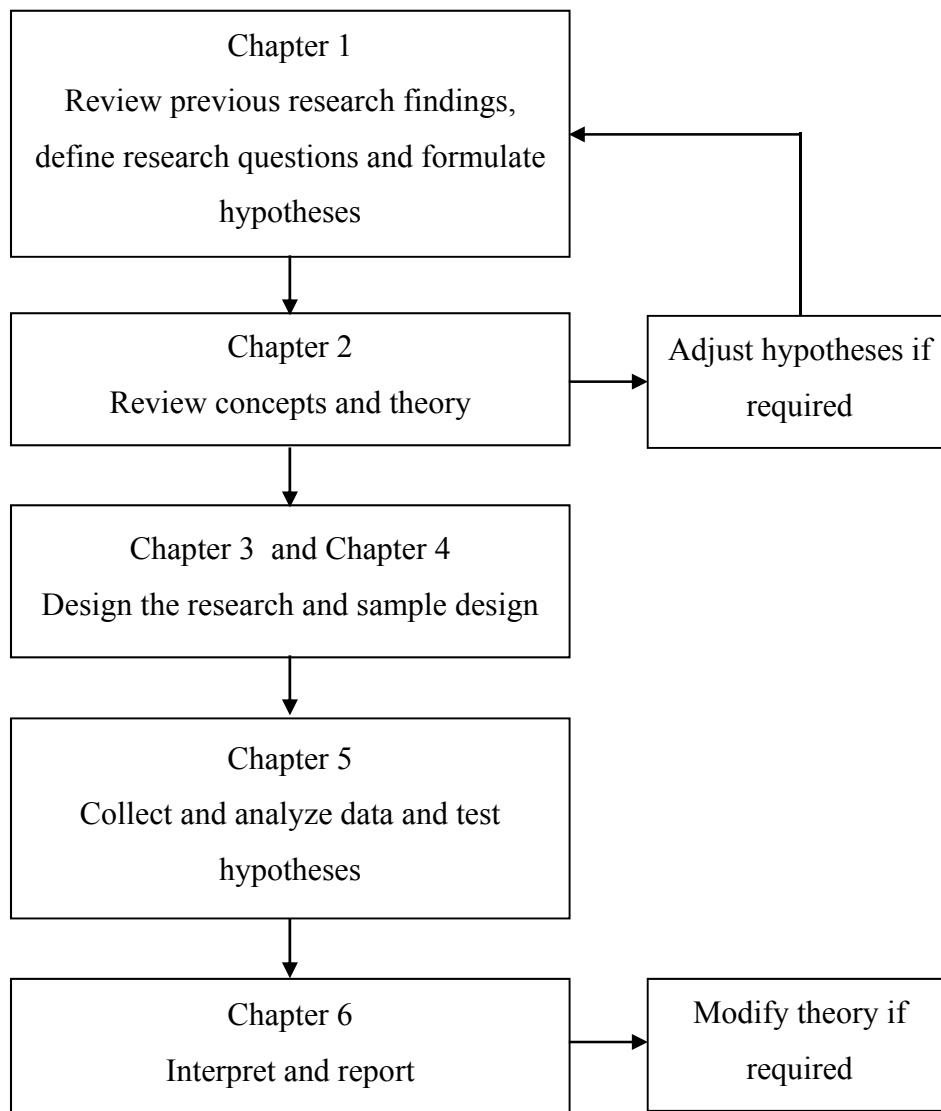 Chapter 1
Review previous research findings,
define research questions and formulate
hypotheses
Chapter 2
Review concepts and theory
Adjust hypotheses if
required
Chapter 3  and Chapter 4
Design the research and sample design
Chapter 5
Collect and analyze data and test
hypotheses
Chapter 6
Interpret and report
Modify theory if
required